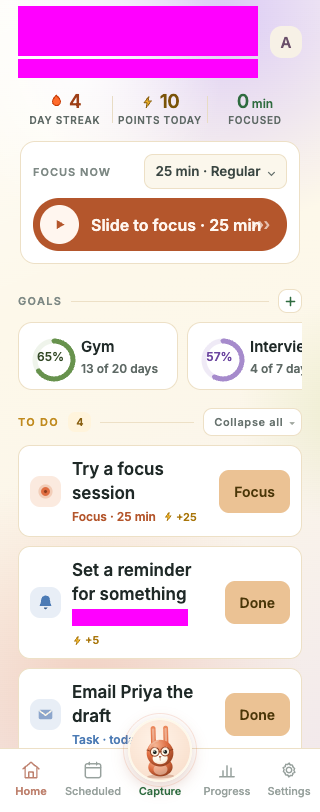 A
4
DAY STREAK
10
POINTS TODAY
0 min
FOCUSED
FOCUS NOW
25 min · Regular
Slide to focus · 25 min
GOALS
65%
Gym
13 of 20 days
57%
4 of 7
TO DO 4
Collapse all
Try a focus
session
Focus · 25 min +25
Focus
Set a reminder
for something
+5
Done
Email Priya the
draft
Task ·
Done
Home
Scheduled
Capture
Progress
Settings